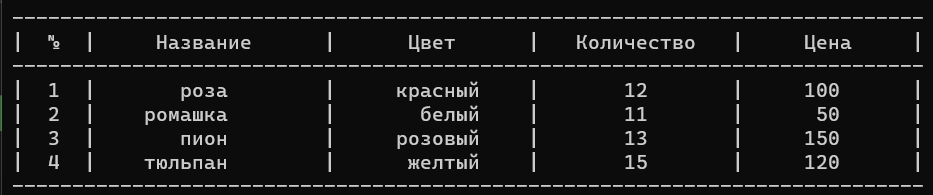 ----------------------------------------------------------------------------
|  №  |     Название      |      Цвет      |   Количество   |     Цена     |
----------------------------------------------------------------------------
|  1  |       роза        |     красный    |       12       |     100      |
|  2  |    ромашка        |       белый    |       11       |      50      |
|  3  |       пион        |     розовый    |       13       |     150      |
|  4  |    тюльпан        |      желтый    |       15       |     120      |
----------------------------------------------------------------------------